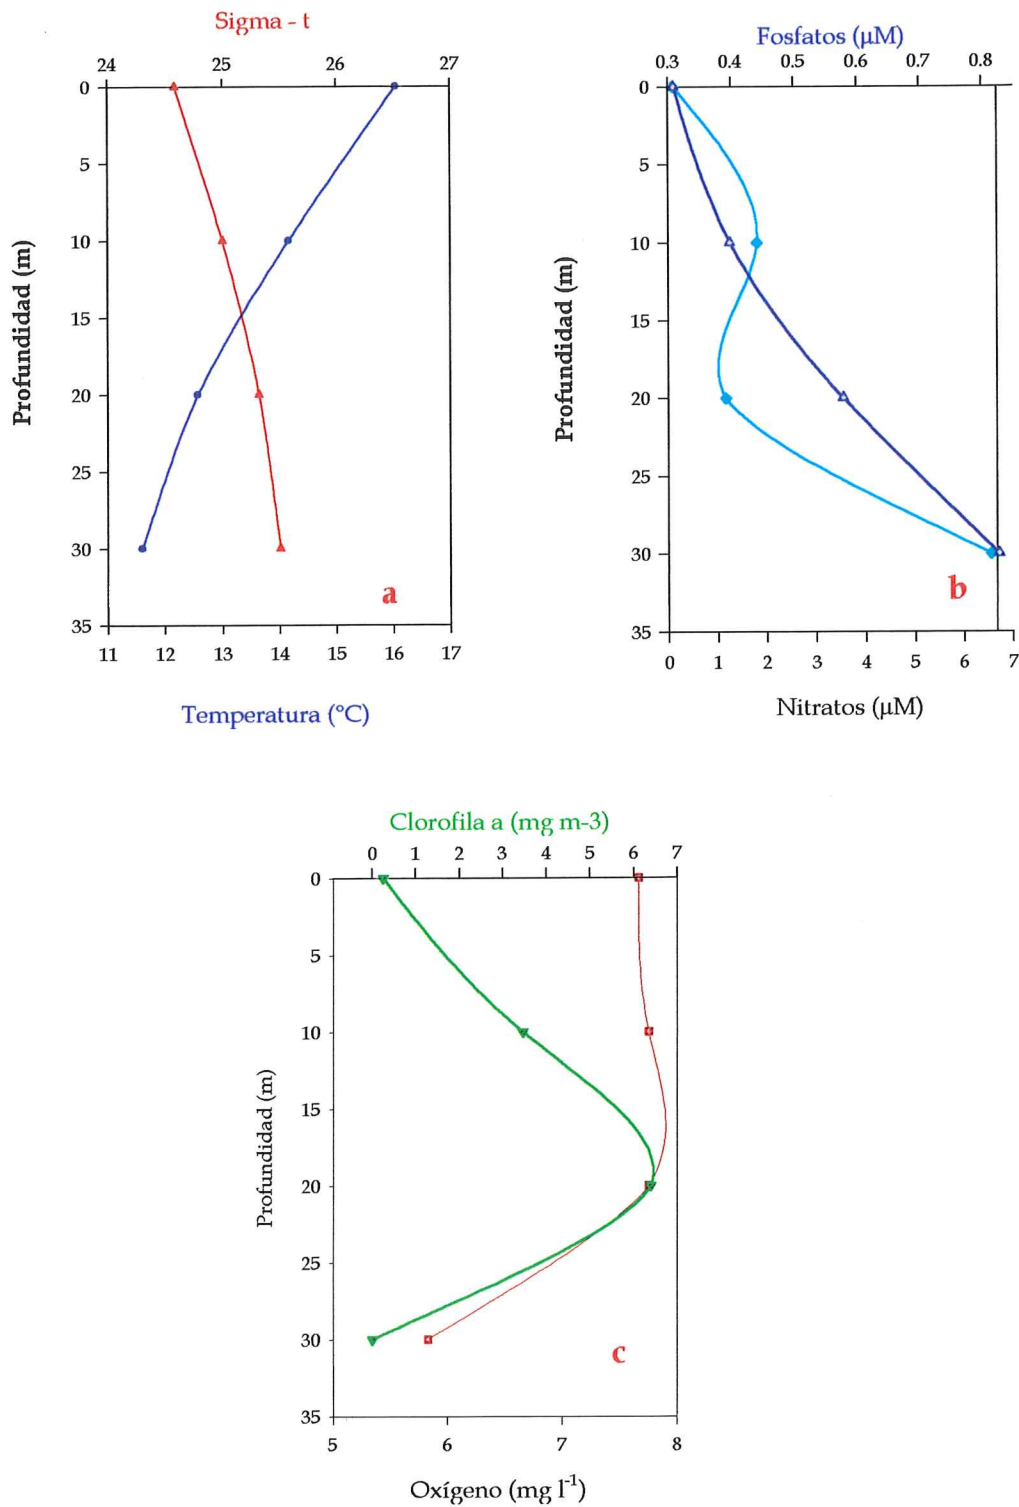 Sigma - t
24 25 26 27
0
5
10
15
20
25
30
35
Profundidad (m)
11 12 13 14 15 16 17
Temperatura (°C)
a
Fosfatos (µM)
0.3 0.4 0.5 0.6 0.7 0.8
0
5
10
15
20
25
30
35
Profundidad (m)
0 1 2 3 4 5 6 7
Nitratos (µM)
b
Clorofila a (mg m-3)
0 1 2 3 4 5 6 7
0
5
10
15
20
25
30
35
Profundidad (m)
5 6 7 8
Oxígeno (mg l⁻¹)
c